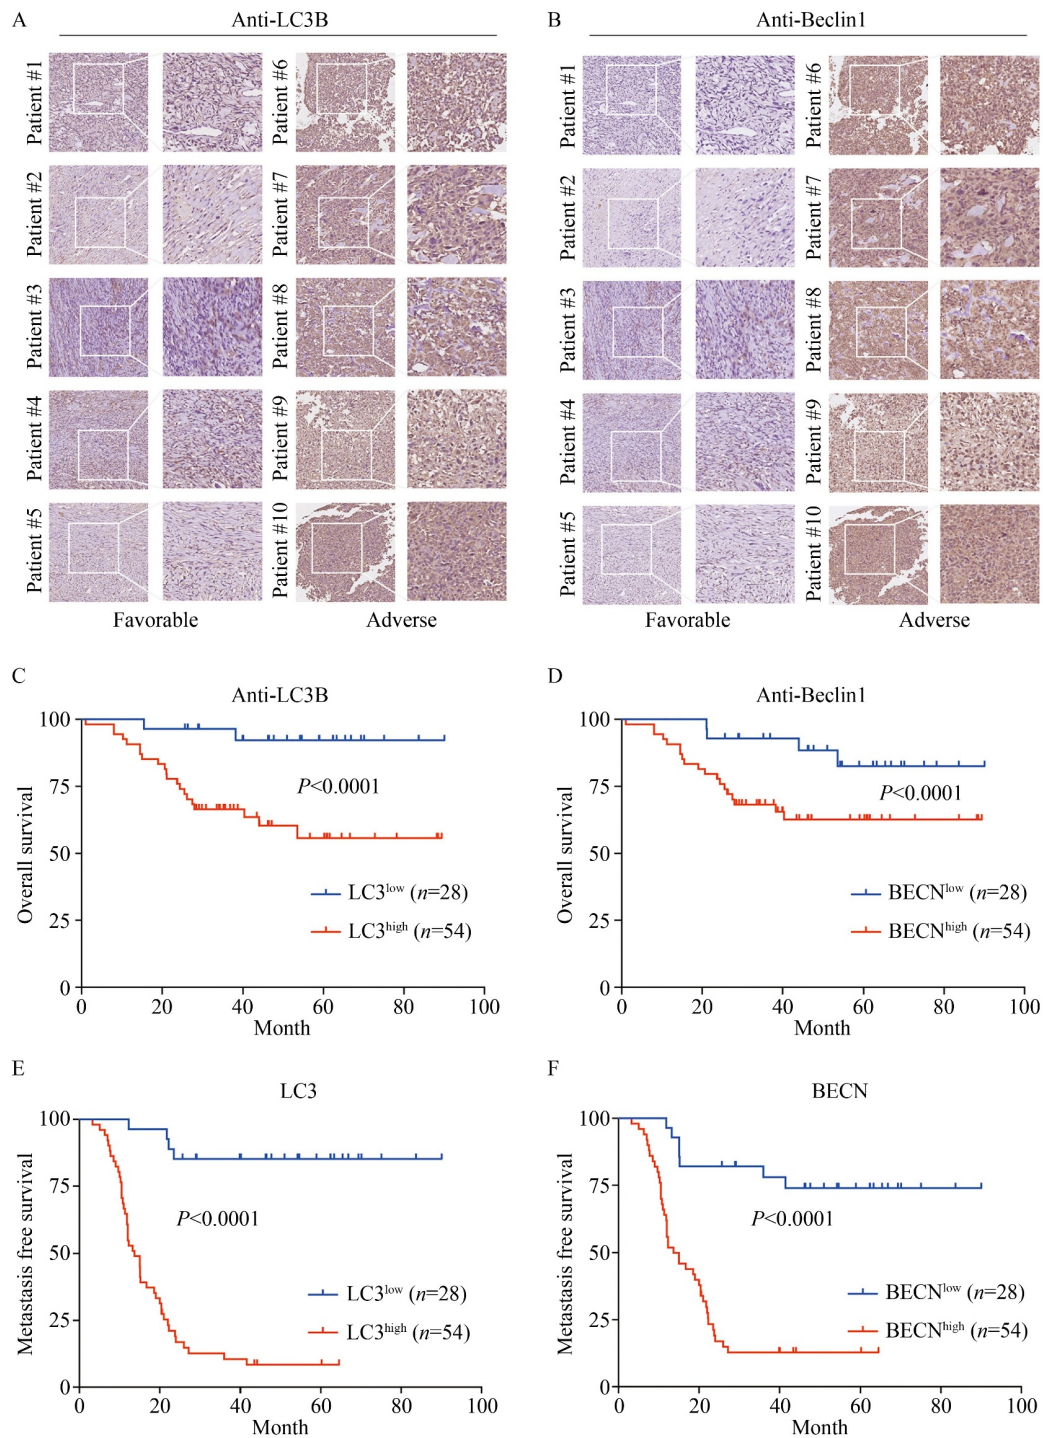 A
Anti-LC3B
Patient #1
Patient #6
Patient #2
Patient #7
Patient #3
Patient #8
Patient #4
Patient #9
Patient #5
Patient #10
Favorable
Adverse
B
Anti-Beclin1
Patient #1
Patient #6
Patient #2
Patient #7
Patient #3
Patient #8
Patient #4
Patient #9
Patient #5
Patient #10
Favorable
Adverse
C
Anti-LC3B
Overall survival
100
75
50
25
0
P<0.0001
LC3low (n=28)
LC3high (n=54)
0 20 40 60 80 100
Month
D
Anti-Beclin1
Overall survival
100
75
50
25
0
P<0.0001
BECNlow (n=28)
BECNhigh (n=54)
0 20 40 60 80 100
Month
E
LC3
Metastasis free survival
100
75
50
25
0
P<0.0001
LC3low (n=28)
LC3high (n=54)
0 20 40 60 80 100
Month
F
BECN
Metastasis free survival
100
75
50
25
0
P<0.0001
BECNlow (n=28)
BECNhigh (n=54)
0 20 40 60 80 100
Month